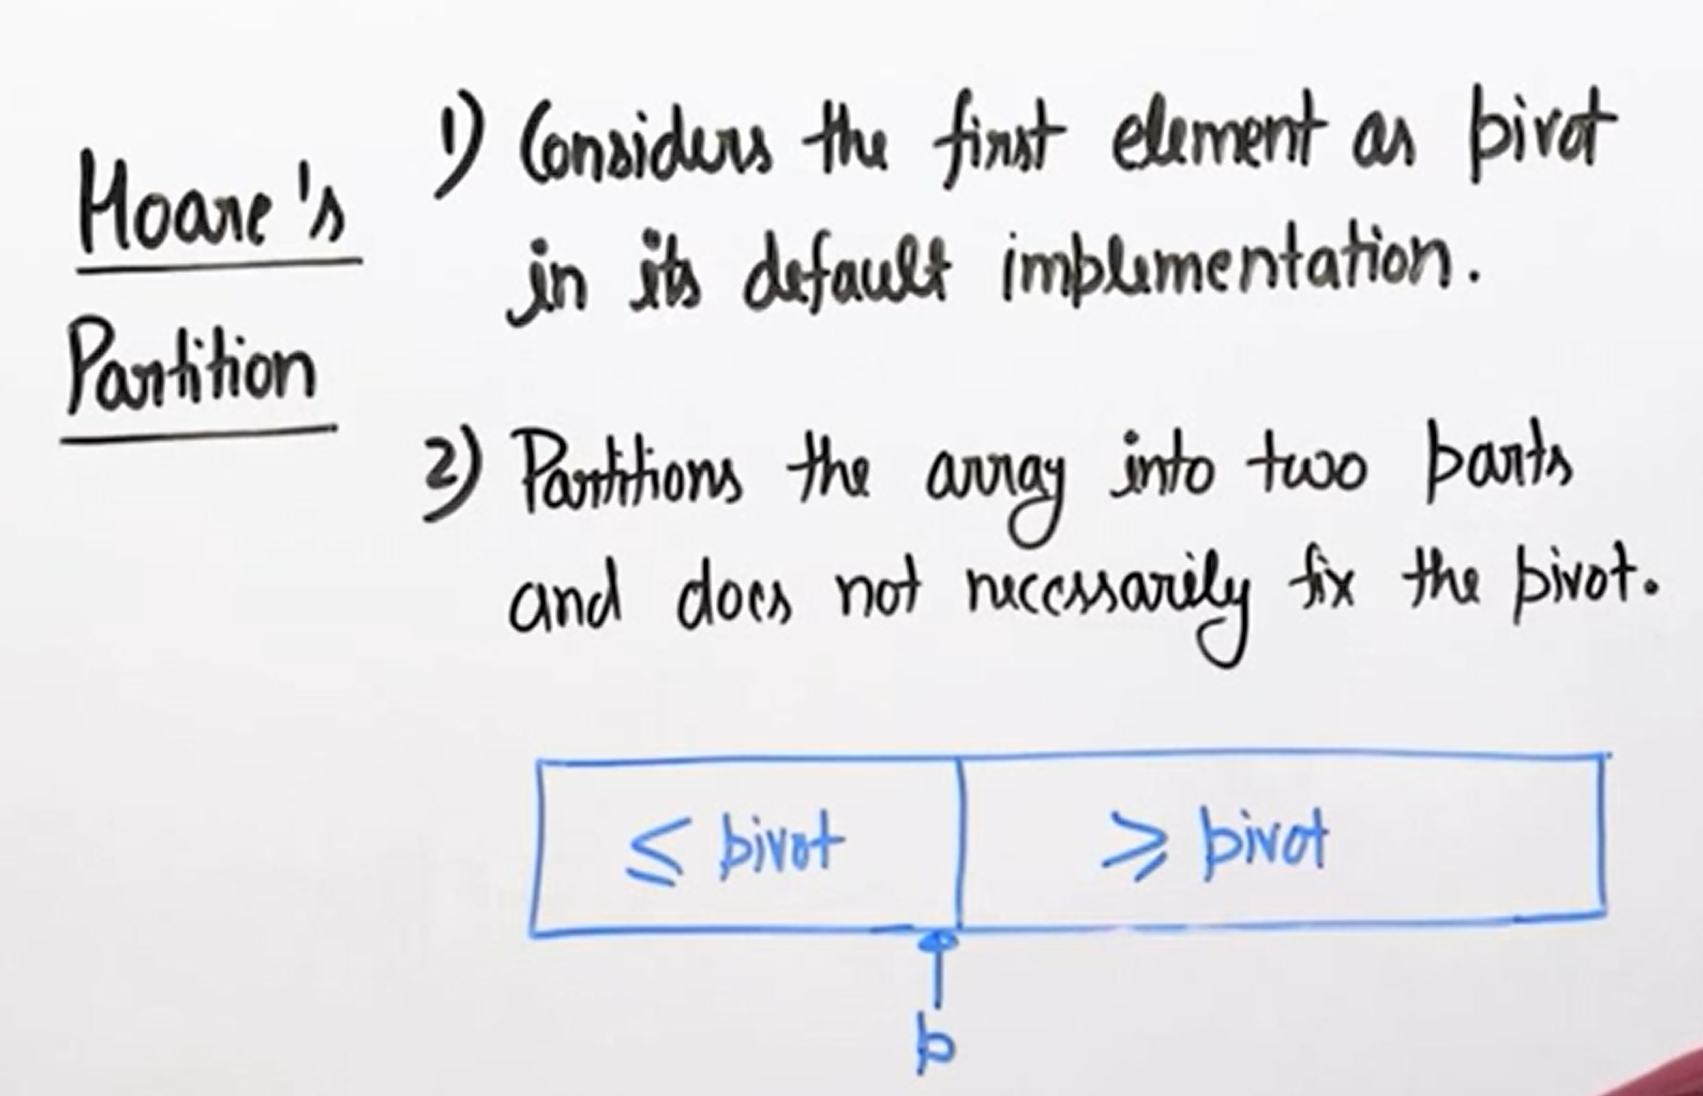 Hoare's
Partition
1) Considers the first element as pivot
in its default implementation.
2) Partitions the array into two parts
and does not necessarily fix the pivot.
≤ pivot ≥ pivot
p